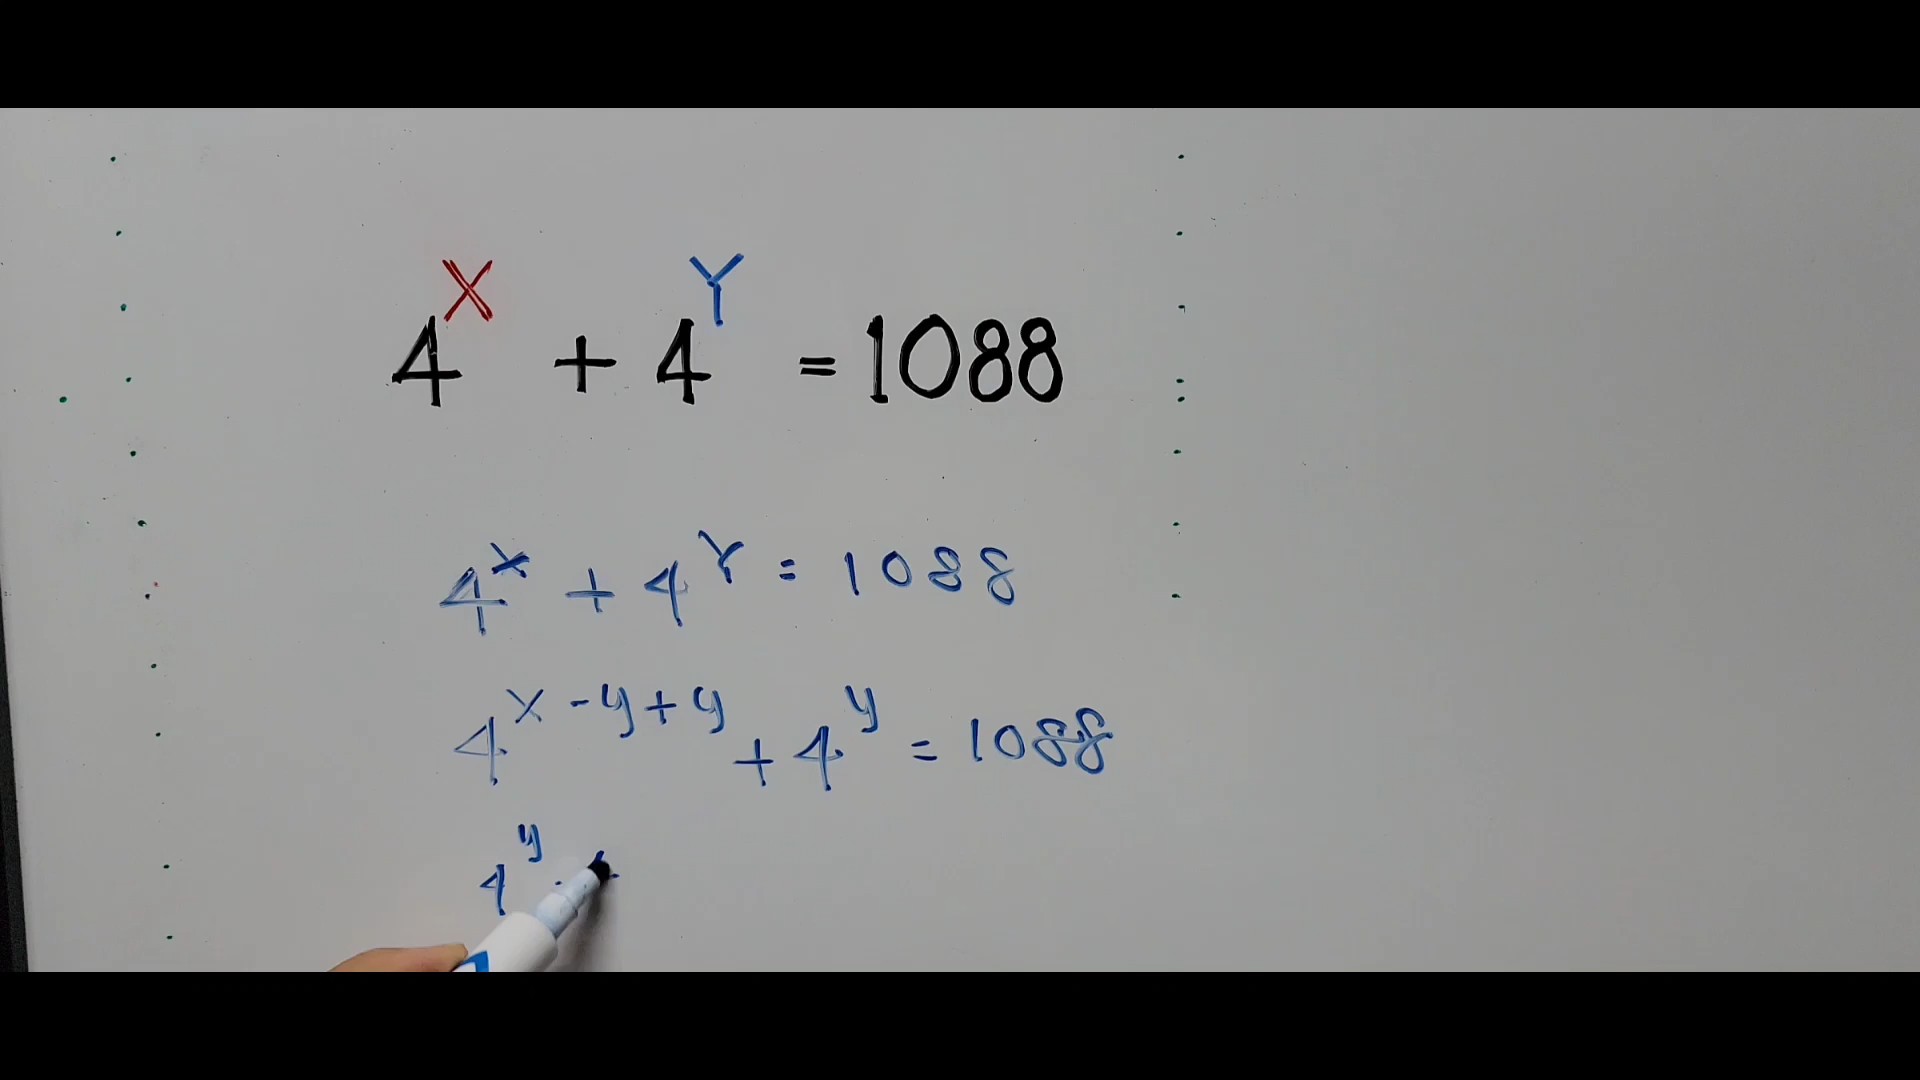 4^X + 4^Y = 1088
4^x + 4^Y = 1088
4^x-y+y + 4^y = 1088
4^y ·